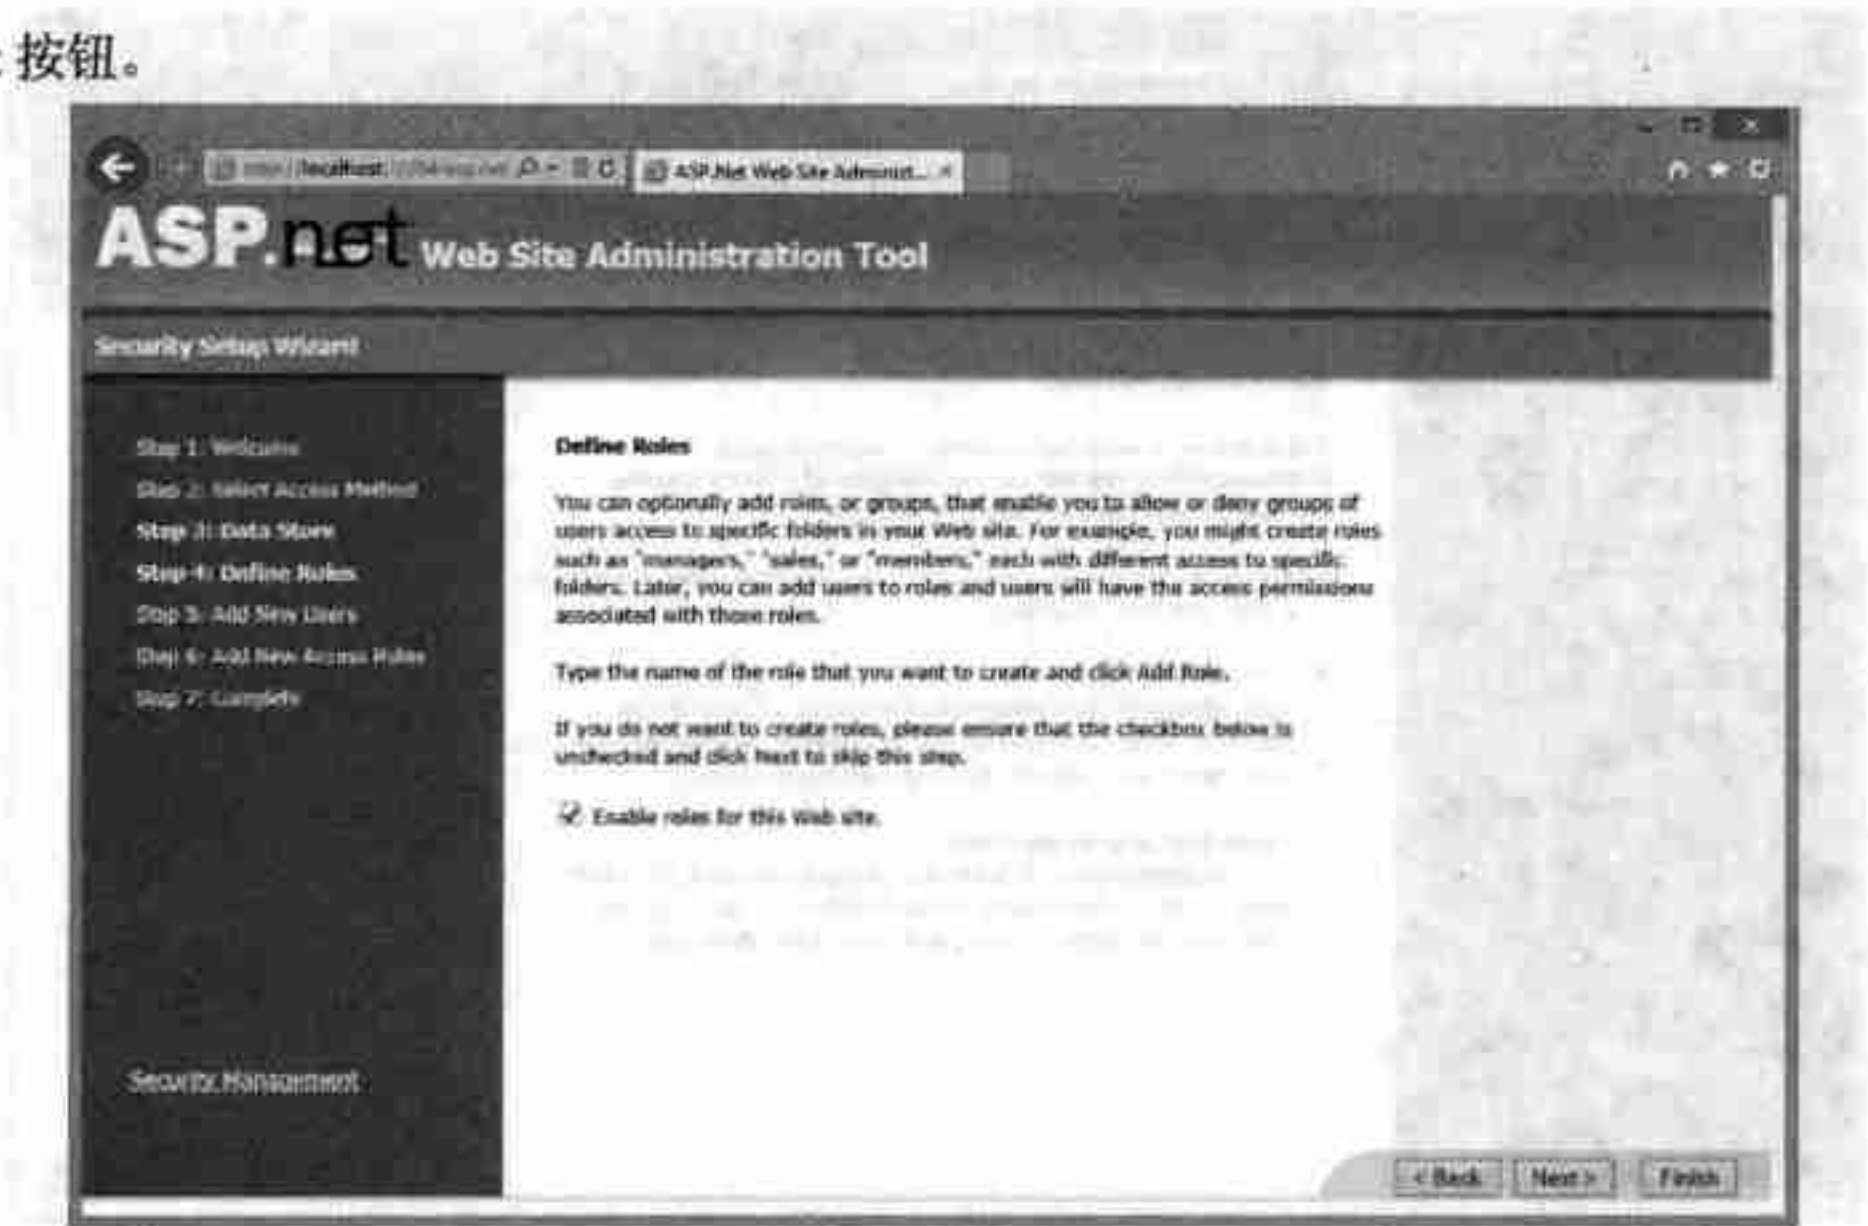 按钮。
localhost
ASP.Net Web Site Administ...
ASP.net Web Site Administration Tool
Security Setup Wizard
Step 1: Welcome
Step 2: Select Access Method
Step 3: Data Store
Step 4: Define Roles
Step 5: Add New Users
Step 6: Add New Access Rules
Step 7: Complete
Security Management
Define Roles
You can optionally add roles, or groups, that enable you to allow or deny groups of
users access to specific folders in your Web site. For example, you might create roles
such as "managers," "sales," or "members," each with different access to specific
folders. Later, you can add users to roles and users will have the access permissions
associated with those roles.
Type the name of the role that you want to create and click Add Role.
If you do not want to create roles, please ensure that the checkbox below is
unchecked and click Next to skip this step.
Enable roles for this Web site.
< Back Next > Finish